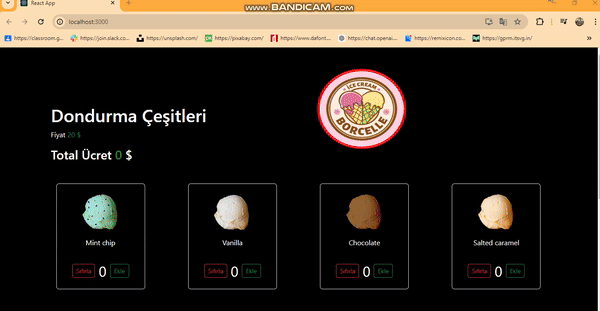 React App
www.BANDICAM.com
localhost:3000
https://classroom.g... https://join.slack.co... https://unsplash.com/ https://pixabay.com/ https://www.dafont... https://chat.openai... https://remixicon.co... https://gprm.itsvg.in/
ICE CREAM
BORCELLE
Dondurma Çeşitleri
Fiyat 20 $
Total Ücret 0 $
Mint chip Vanilla Chocolate Salted caramel
Sıfırla 0 Ekle Sıfırla 0 Ekle Sıfırla 0 Ekle Sıfırla 0 Ekle